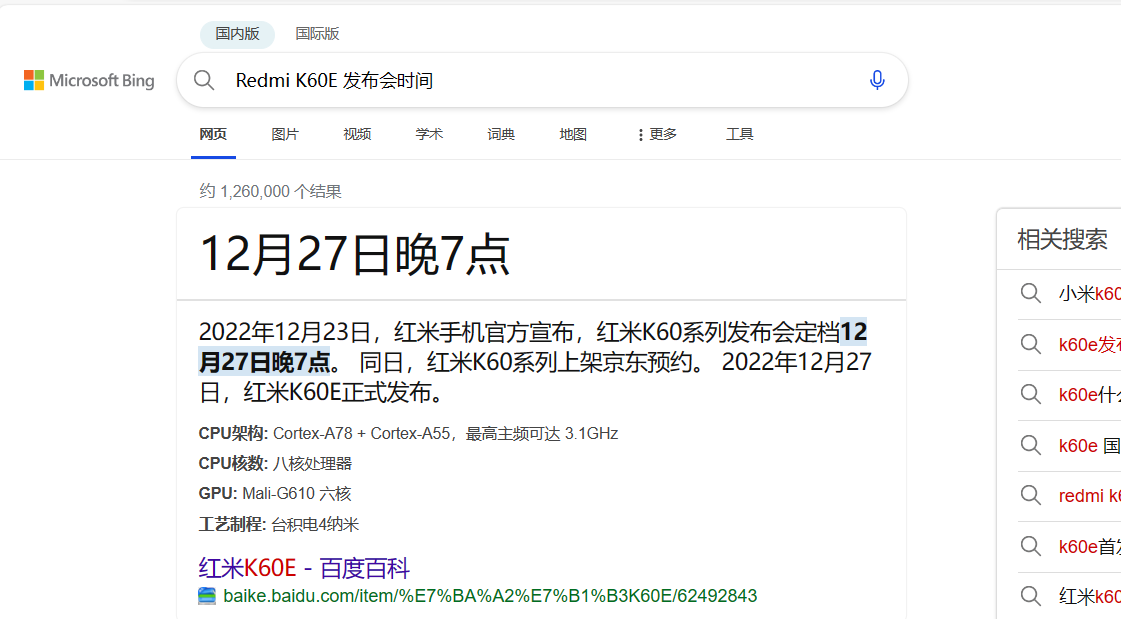 国内版 国际版
Microsoft Bing
Redmi K60E 发布会时间
网页 图片 视频 学术 词典 地图 更多 工具
约 1,260,000 个结果
12月27日晚7点
2022年12月23日，红米手机官方宣布，红米K60系列发布会定档12
月27日晚7点。 同日，红米K60系列上架京东预约。 2022年12月27
日，红米K60E正式发布。
CPU架构: Cortex-A78 + Cortex-A55，最高主频可达 3.1GHz
CPU核数: 八核处理器
GPU: Mali-G610 六核
工艺制程: 台积电4纳米
红米K60E - 百度百科
baike.baidu.com/item/%E7%BA%A2%E7%B1%B3K60E/62492843
相关搜索
小米k60
k60e发布
k60e什
k60e 国
redmi k6
k60e首
红米k60